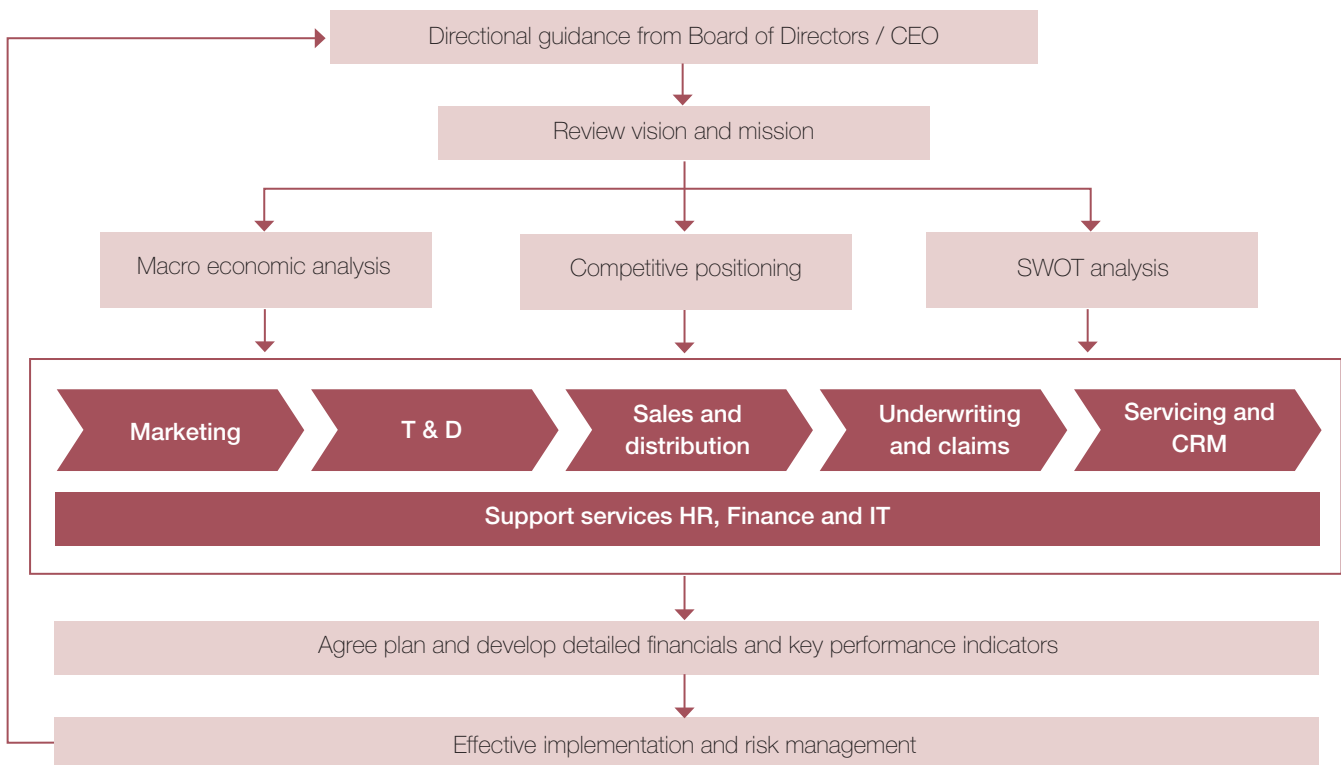 Directional guidance from Board of Directors / CEO
Review vision and mission
Macro economic analysis
Competitive positioning
SWOT analysis
Marketing
T & D
Sales and
distribution
Underwriting
and claims
Servicing and
CRM
Support services HR, Finance and IT
Agree plan and develop detailed financials and key performance indicators
Effective implementation and risk management